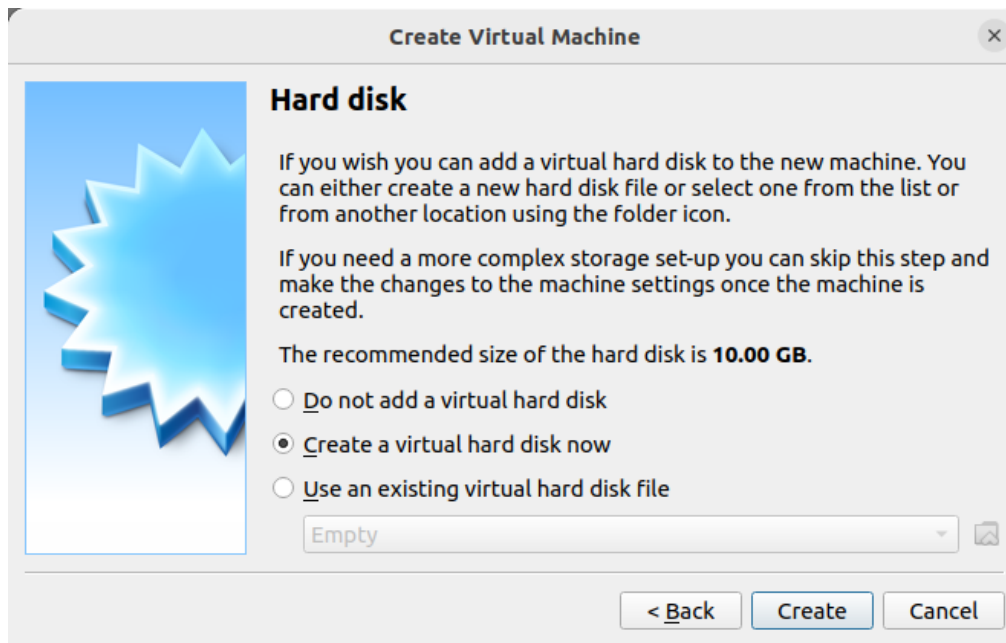 Create Virtual Machine
Hard disk
If you wish you can add a virtual hard disk to the new machine. You
can either create a new hard disk file or select one from the list or
from another location using the folder icon.
If you need a more complex storage set-up you can skip this step and
make the changes to the machine settings once the machine is
created.
The recommended size of the hard disk is 10.00 GB.
Do not add a virtual hard disk
Create a virtual hard disk now
Use an existing virtual hard disk file
Empty
< Back
Create
Cancel